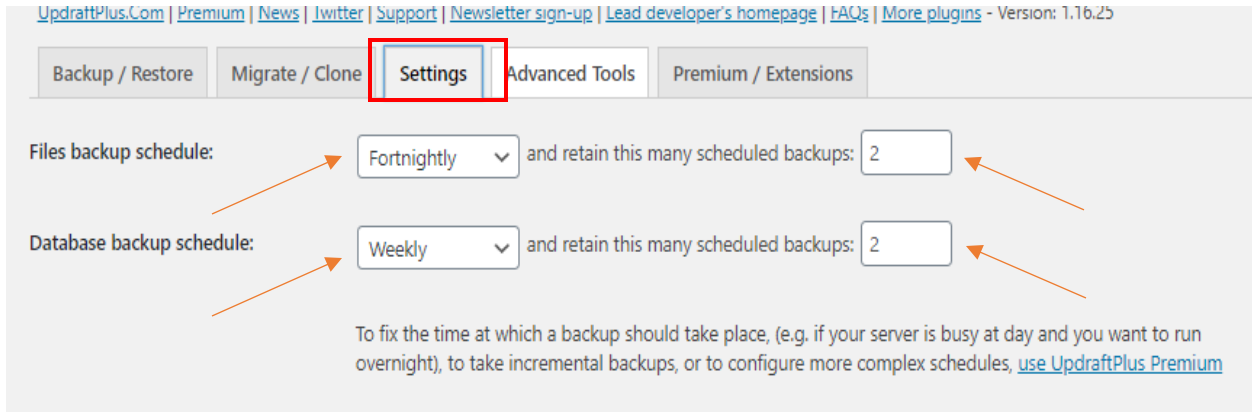 UpdraftPlus.Com | Premium | News | Twitter | Support | Newsletter sign-up | Lead developer's homepage | FAQs | More plugins - Version: 1.16.25
Backup / Restore Migrate / Clone Settings Advanced Tools Premium / Extensions
Files backup schedule: Fortnightly and retain this many scheduled backups: 2
Database backup schedule: Weekly and retain this many scheduled backups: 2
To fix the time at which a backup should take place, (e.g. if your server is busy at day and you want to run
overnight), to take incremental backups, or to configure more complex schedules, use UpdraftPlus Premium